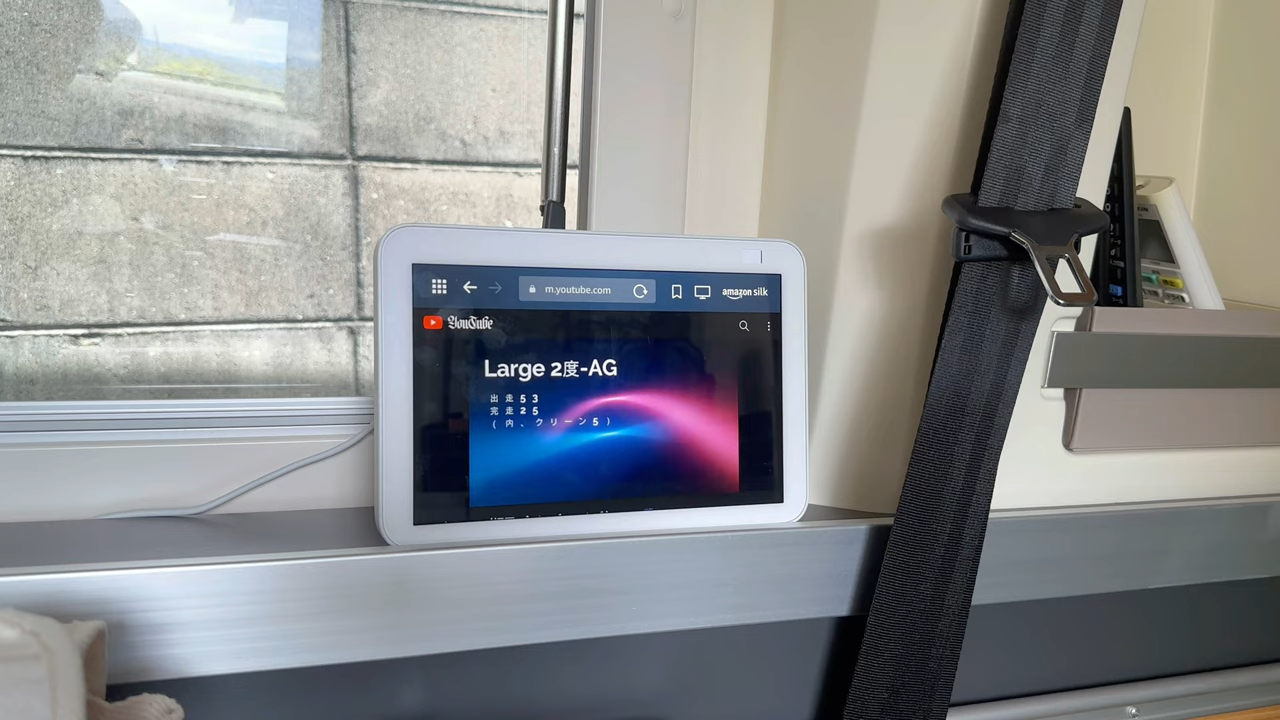 m.youtube.com
amazon silk
YouTube
Large 2度-AG
出走53
完走25
(内、クリーン5)